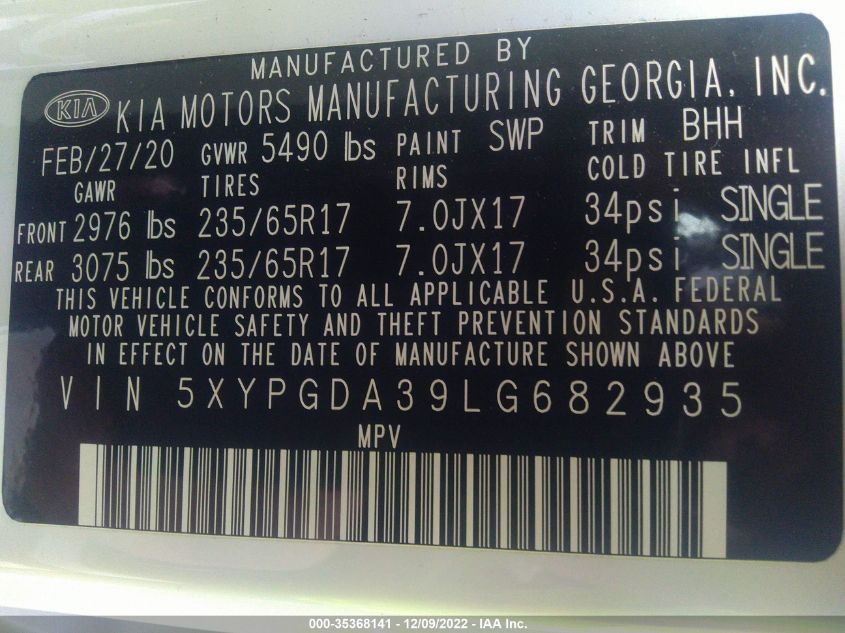 MANUFACTURED BY
KIA KIA MOTORS MANUFACTURING GEORGIA, INC.
FEB/27/20 GVWR 5490 lbs PAINT SWP TRIM BHH
GAWR TIRES RIMS COLD TIRE INFL
FRONT 2976 lbs 235/65R17 7.0JX17 34psi SINGLE
REAR 3075 lbs 235/65R17 7.0JX17 34psi SINGLE
THIS VEHICLE CONFORMS TO ALL APPLICABLE U.S.A. FEDERAL
MOTOR VEHICLE SAFETY AND THEFT PREVENTION STANDARDS
IN EFFECT ON THE DATE OF MANUFACTURE SHOWN ABOVE
VIN 5XYPGDA39LG682935
MPV
000-35368141 - 12/09/2022 - IAA Inc.